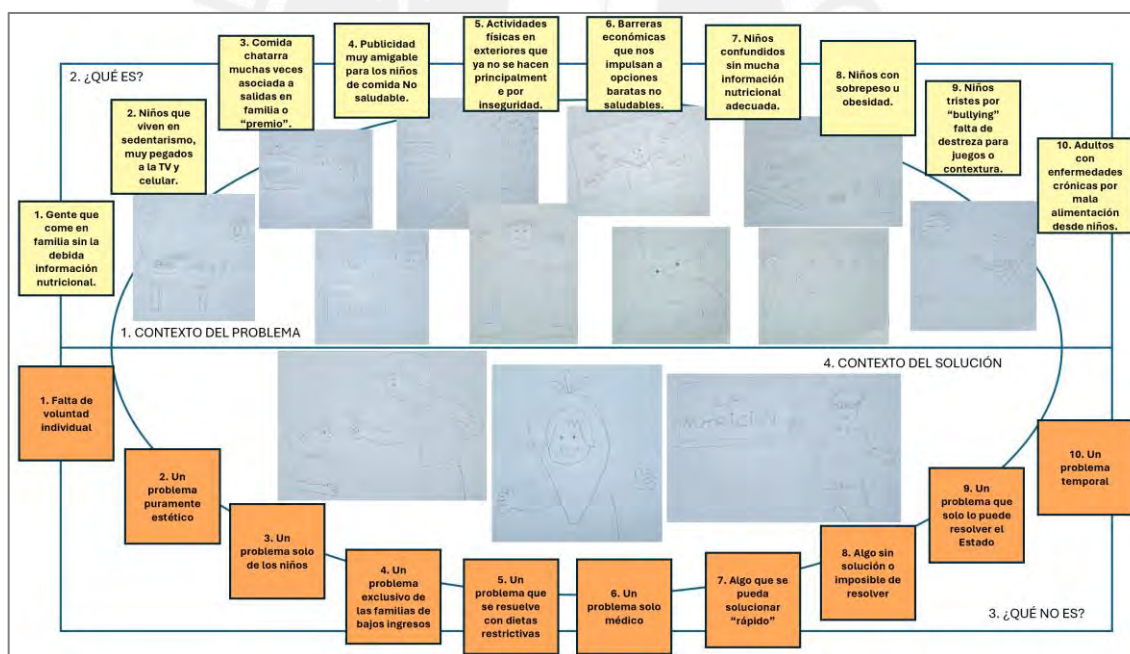 2. ¿QUÉ ES?
1. Gente que
come en
familia sin la
debida
información
nutricional.
2. Niños que
viven en
sedentarismo,
muy pegados
a la TV y
celular.
3. Comida
chatarra
muchas veces
asociada a
salidas en
familia o
“premio”.
4. Publicidad
muy amigable
para los niños
de comida No
saludable.
5. Actividades
físicas en
exteriores que
ya no se hacen
principalment
e por
inseguridad.
6. Barreras
económicas
que nos
impulsan a
opciones
baratas no
saludables.
7. Niños
confundidos
sin mucha
información
nutricional
adecuada.
8. Niños con
sobrepeso u
obesidad.
9. Niños
tristes por
“bullying”
falta de
destreza para
juegos o
contextura.
10. Adultos
con
enfermedades
crónicas por
mala
alimentación
desde niños.
1. CONTEXTO DEL PROBLEMA
4. CONTEXTO DEL SOLUCIÓN
LA
NUTRICION
1. Falta de
voluntad
individual
2. Un
problema
puramente
estético
3. Un
problema solo
de los niños
4. Un
problema
exclusivo de
las familias de
bajos ingresos
5. Un
problema que
se resuelve
con dietas
restrictivas
6. Un
problema solo
médico
7. Algo que se
pueda
solucionar
“rápido”
8. Algo sin
solución o
imposible de
resolver
9. Un
problema que
solo lo puede
resolver el
Estado
10. Un
problema
temporal
3. ¿QUÉ NO ES?